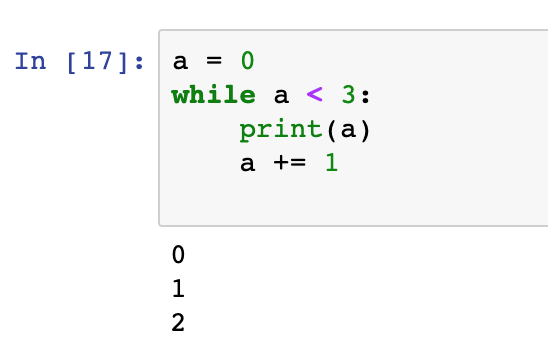 In [17]: a = 0
while a < 3:
    print(a)
    a += 1
0
1
2